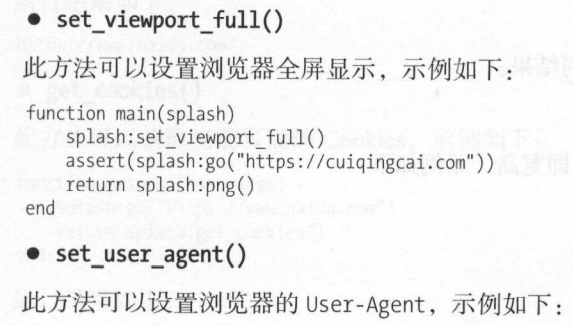 ● set_viewport_full()
此方法可以设置浏览器全屏显示，示例如下：
function main(splash)
    splash:set_viewport_full()
    assert(splash:go("https://cuiqingcai.com"))
    return splash:png()
end
● set_user_agent()
此方法可以设置浏览器的 User-Agent，示例如下：